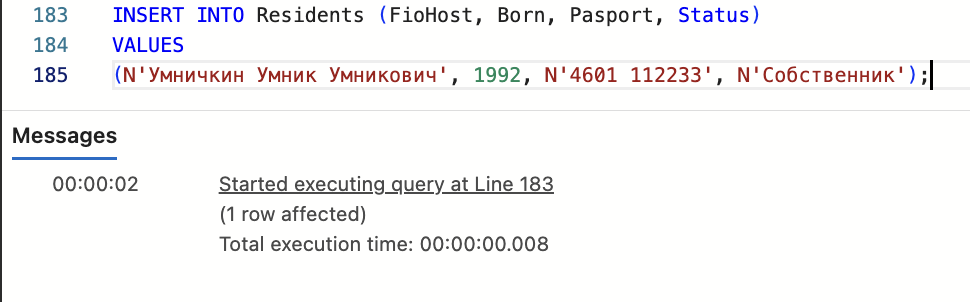 183 INSERT INTO Residents (FioHost, Born, Pasport, Status)
184 VALUES
185 (N'Умничкин Умник Умникович', 1992, N'4601 112233', N'Собственник');
Messages
00:00:02 Started executing query at Line 183
(1 row affected)
Total execution time: 00:00:00.008